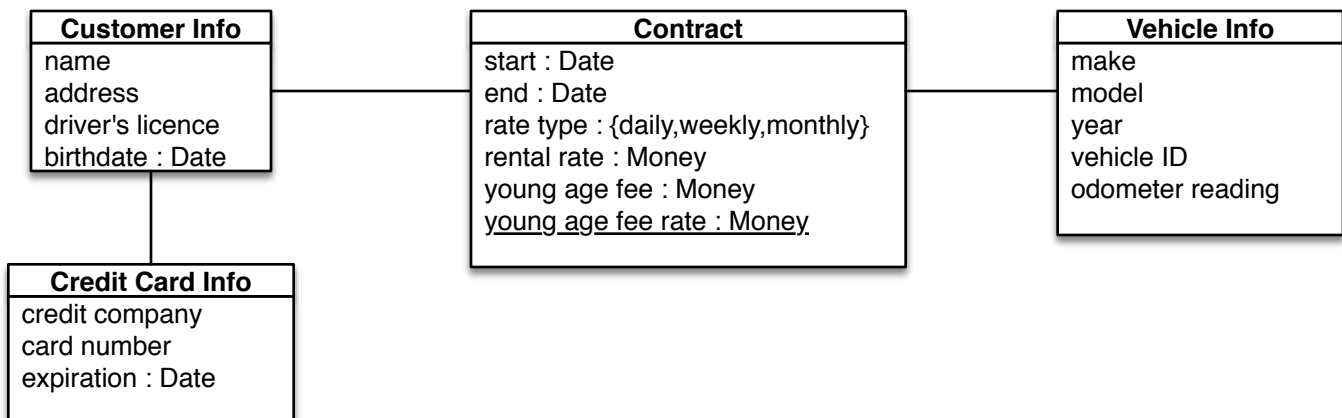 Customer Info
name
address
driver's licence
birthdate : Date
Contract
start : Date
end : Date
rate type : {daily,weekly,monthly}
rental rate : Money
young age fee : Money
young age fee rate : Money
Vehicle Info
make
model
year
vehicle ID
odometer reading
Credit Card Info
credit company
card number
expiration : Date